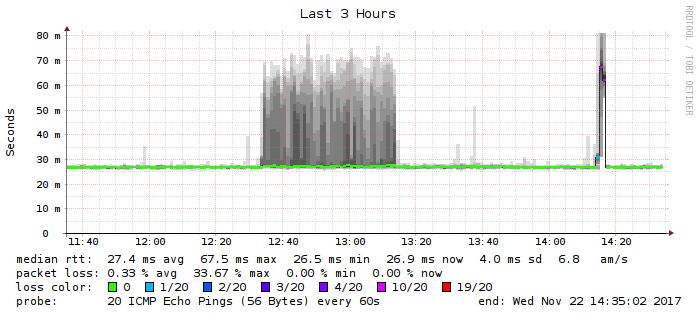 Last 3 Hours
RRDTOOL / TOBI OETIKER
Seconds
80 m
70 m
60 m
50 m
40 m
30 m
20 m
10 m
0
11:40 12:00 12:20 12:40 13:00 13:20 13:40 14:00 14:20
median rtt: 27.4 ms avg 67.5 ms max 26.5 ms min 26.9 ms now 4.0 ms sd 6.8 am/s
packet loss: 0.33 % avg 33.67 % max 0.00 % min 0.00 % now
loss color: 0 1/20 2/20 3/20 4/20 10/20 19/20
probe: 20 ICMP Echo Pings (56 Bytes) every 60s end: Wed Nov 22 14:35:02 2017